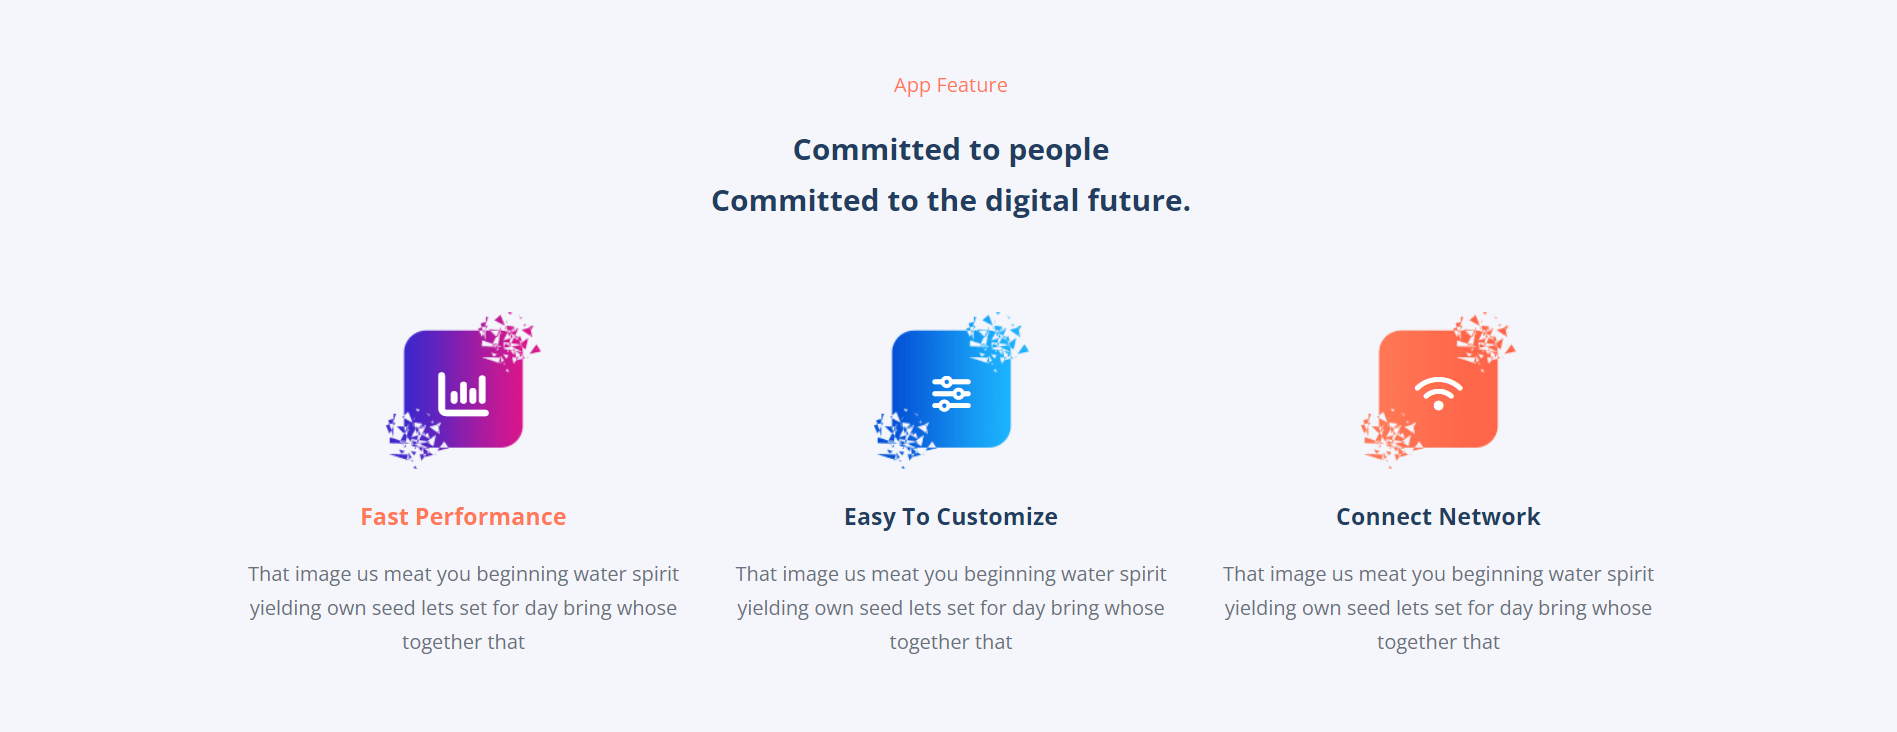 App Feature
Committed to people
Committed to the digital future.
Fast Performance
That image us meat you beginning water spirit
yielding own seed lets set for day bring whose
together that
Easy To Customize
That image us meat you beginning water spirit
yielding own seed lets set for day bring whose
together that
Connect Network
That image us meat you beginning water spirit
yielding own seed lets set for day bring whose
together that